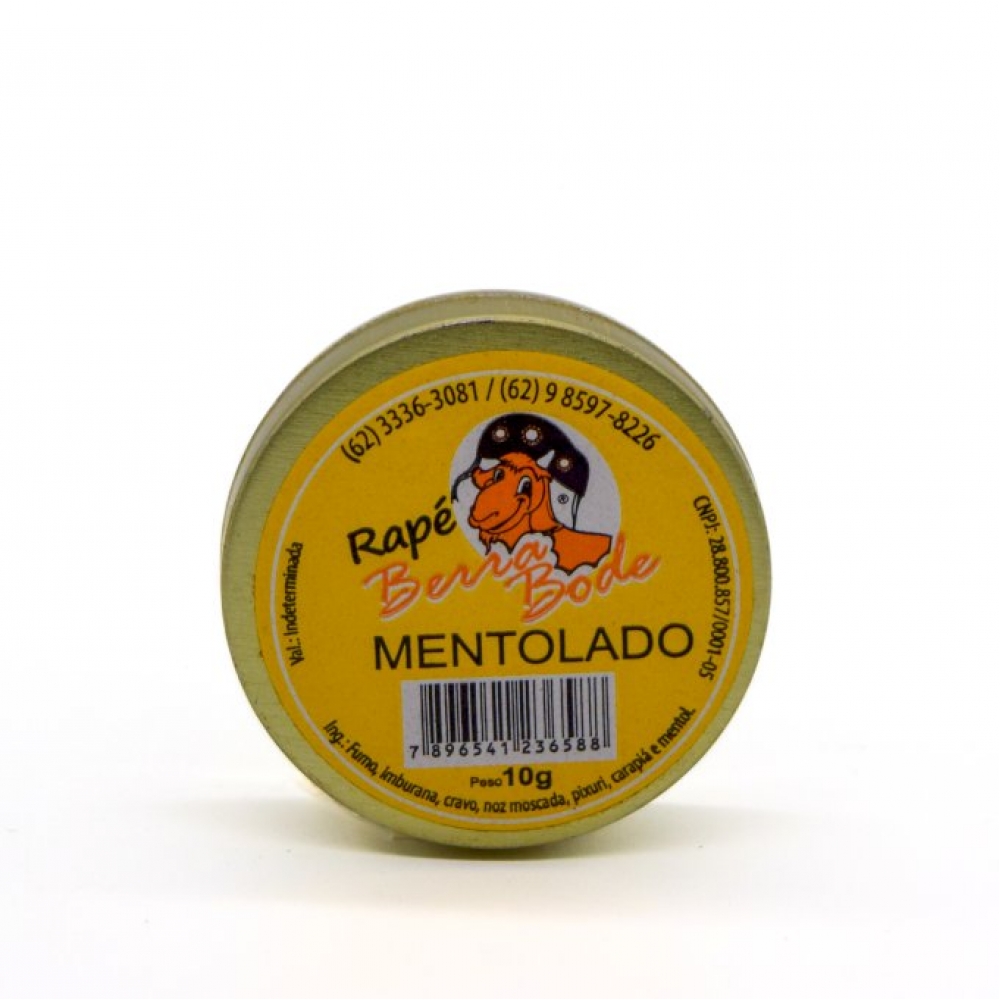 (62) 3336-3081 / (62) 9 8597-8226
Rapé
®
Berra
Bode
MENTOLADO
Val.: Indeterminada
CNPJ: 28.800.857/0001-05
7 896541 236588
Peso 10g
Ing.: Fumo, imburana, cravo, noz moscada, pixuri, carapiá e mentol.